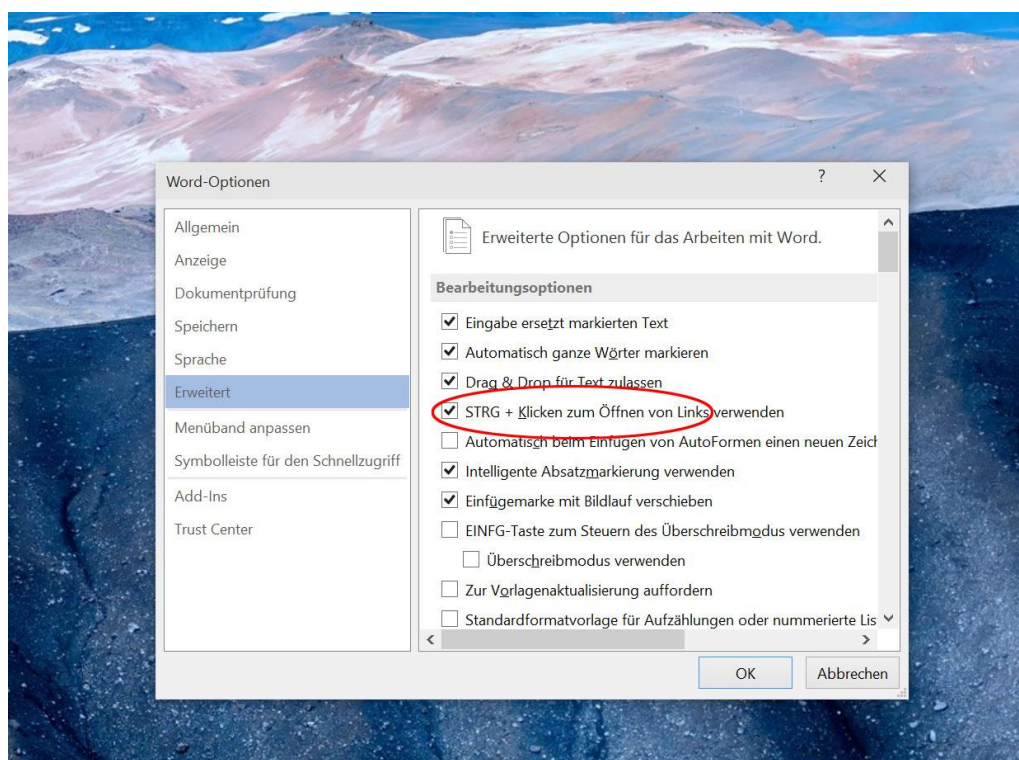 Word-Optionen
?
Allgemein
Anzeige
Dokumentprüfung
Speichern
Sprache
Erweitert
Menüband anpassen
Symbolleiste für den Schnellzugriff
Add-Ins
Trust Center
Erweiterte Optionen für das Arbeiten mit Word.
Bearbeitungsoptionen
Eingabe ersetzt markierten Text
Automatisch ganze Wörter markieren
Drag & Drop für Text zulassen
STRG + Klicken zum Öffnen von Links verwenden
Automatisch beim Einfügen von AutoFormen einen neuen Zeich
Intelligente Absatzmarkierung verwenden
Einfügemarke mit Bildlauf verschieben
EINFG-Taste zum Steuern des Überschreibmodus verwenden
Überschreibmodus verwenden
Zur Vorlagenaktualisierung auffordern
Standardformatvorlage für Aufzählungen oder nummerierte Lis
OK
Abbrechen